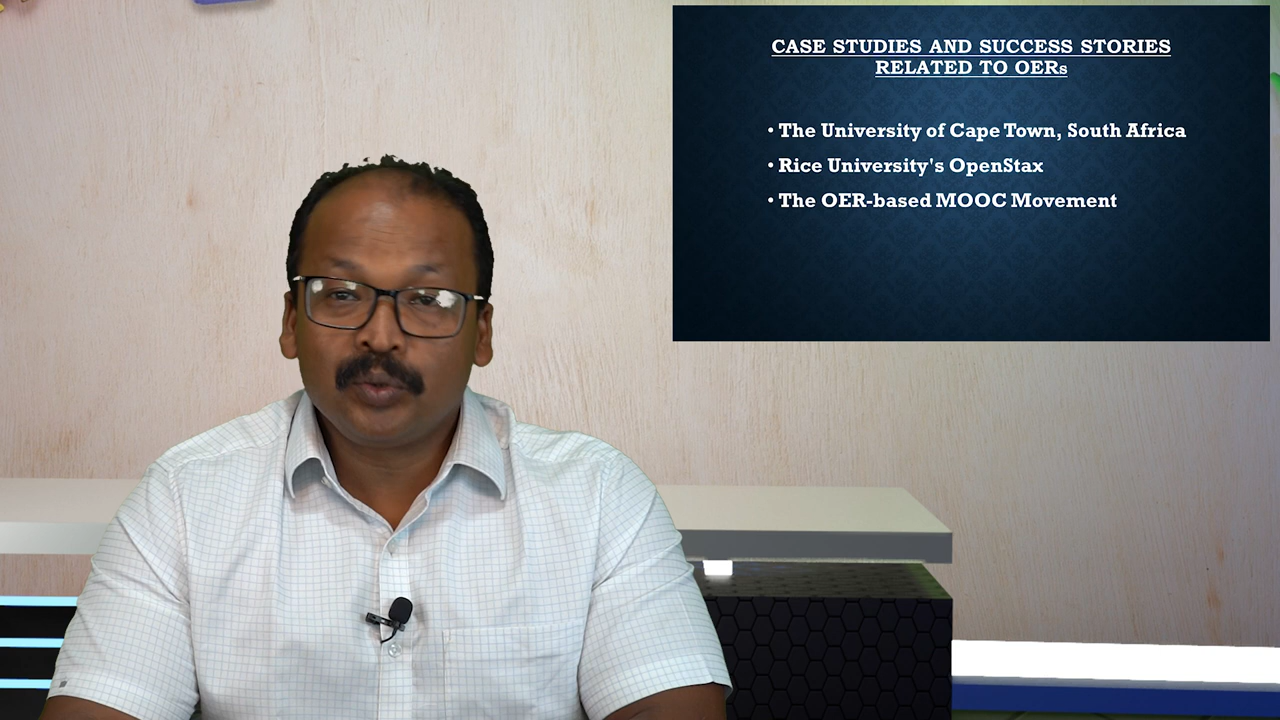 CASE STUDIES AND SUCCESS STORIES
RELATED TO OERs
• The University of Cape Town, South Africa
• Rice University's OpenStax
• The OER-based MOOC Movement